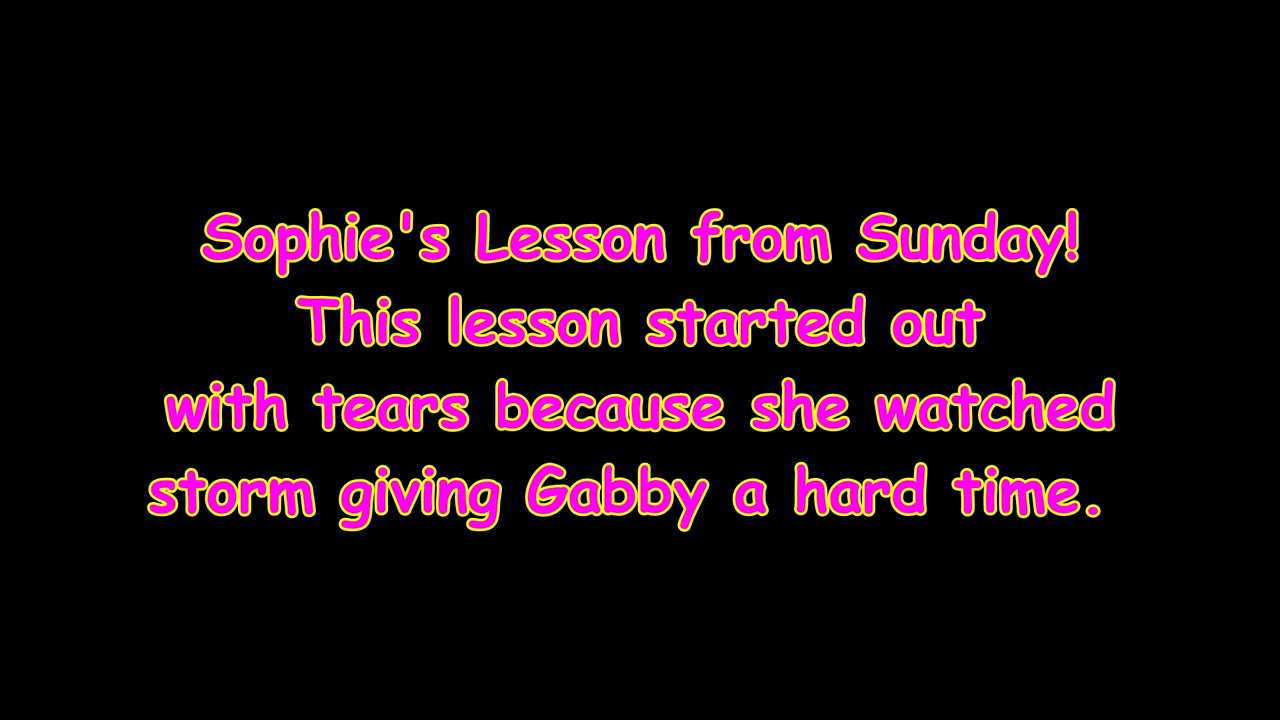 Sophie's Lesson from Sunday!
This lesson started out
with tears because she watched
storm giving Gabby a hard time.